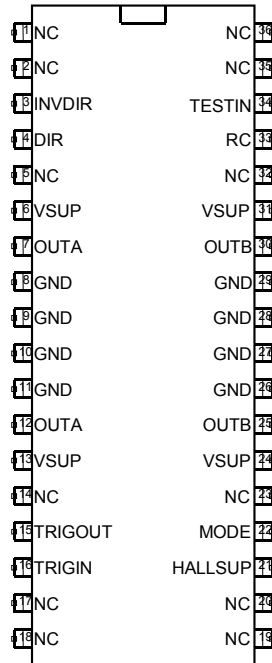 1 NC NC 36
2 NC NC 35
3 INVDIR TESTIN 34
4 DIR RC 33
5 NC NC 32
6 VSUP VSUP 31
7 OUTA OUTB 30
8 GND GND 29
9 GND GND 28
10 GND GND 27
11 GND GND 26
12 OUTA OUTB 25
13 VSUP VSUP 24
14 NC NC 23
15 TRIGOUT MODE 22
16 TRIGIN HALLSUP 21
17 NC NC 20
18 NC NC 19